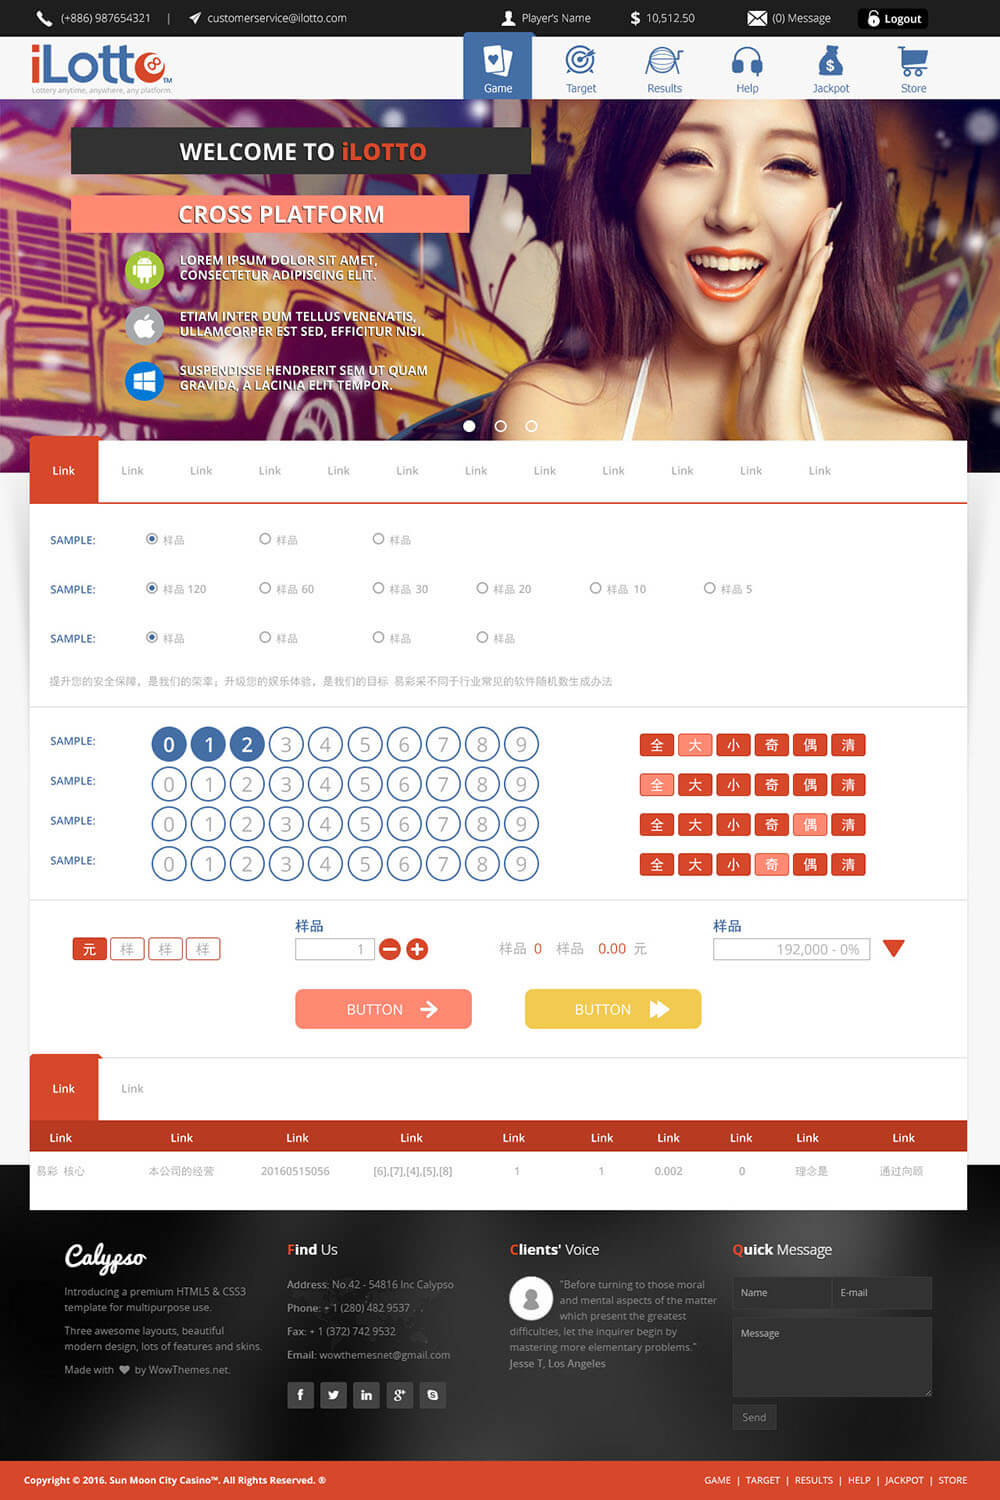 (+886) 987654321 | customerservice@ilotto.com Player's Name $ 10,512.50 (0) Message Logout
iLotto™
Lottery anytime, anywhere, any platform.
Game Target Results Help Jackpot Store
WELCOME TO iLOTTO
CROSS PLATFORM
LOREM IPSUM DOLOR SIT AMET,
CONSECTETUR ADIPISCING ELIT.
ETIAM INTER DUM TELLUS VENENATIS,
ULLAMCORPER EST SED, EFFICITUR NISI.
SUSPENDISSE HENDRERIT SEM UT QUAM
GRAVIDA, A LACINIA ELIT TEMPOR.
Link Link Link Link Link Link Link Link Link Link Link Link
SAMPLE: 样品 样品 样品
SAMPLE: 样品 120 样品 60 样品 30 样品 20 样品 10 样品 5
SAMPLE: 样品 样品 样品 样品
提升您的安全保障，是我们的荣幸；升级您的娱乐体验，是我们的目标 易彩采不同于行业常见的软件随机数生成办法
SAMPLE: 0 1 2 3 4 5 6 7 8 9 全 大 小 奇 偶 清
SAMPLE: 0 1 2 3 4 5 6 7 8 9 全 大 小 奇 偶 清
SAMPLE: 0 1 2 3 4 5 6 7 8 9 全 大 小 奇 偶 清
SAMPLE: 0 1 2 3 4 5 6 7 8 9 全 大 小 奇 偶 清
样品 样品
元 样 样 样 1 样品 0 样品 0.00 元 192,000 - 0%
BUTTON BUTTON
Link Link
Link Link Link Link Link Link Link Link Link Link
易彩 核心 本公司的经营 20160515056 [6],[7],[4],[5],[8] 1 1 0.002 0 理念是 通过向顾
Calypso
Introducing a premium HTML5 & CSS3
template for multipurpose use.
Three awesome layouts, beautiful
modern design, lots of features and skins.
Made with ♥ by WowThemes.net.
Find Us
Address: No.42 - 54816 Inc Calypso
Phone: + 1 (280) 482 9537 . .
Fax: + 1 (372) 742 9532
Email: wowthemesnet@gmail.com
Clients' Voice
"Before turning to those moral
and mental aspects of the matter
which present the greatest
difficulties, let the inquirer begin by
mastering more elementary problems."
Jesse T, Los Angeles
Quick Message
Name E-mail
Message
Send
Copyright © 2016. Sun Moon City Casino™. All Rights Reserved. ®
GAME | TARGET | RESULTS | HELP | JACKPOT | STORE